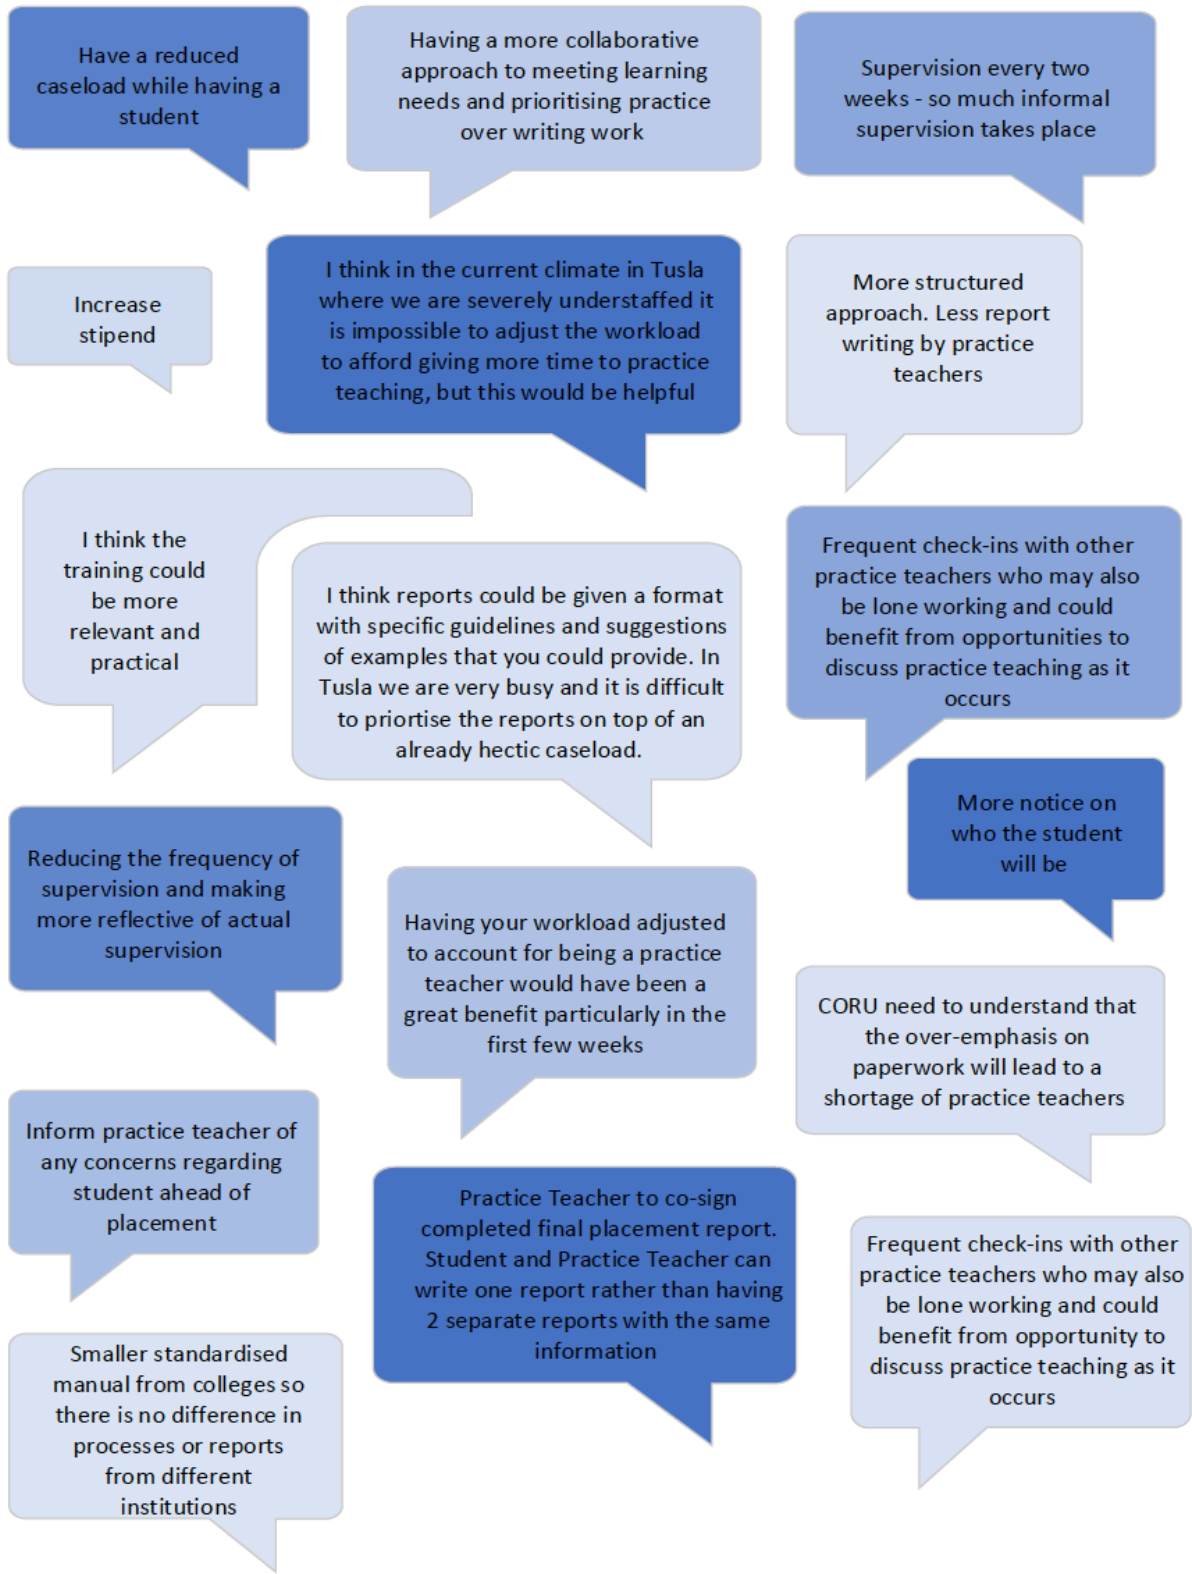 Have a reduced
caseload while having a
student
Having a more collaborative
approach to meeting learning
needs and prioritising practice
over writing work
Supervision every two
weeks - so much informal
supervision takes place
Increase
stipend
I think in the current climate in Tusla
where we are severely understaffed it
is impossible to adjust the workload
to afford giving more time to practice
teaching, but this would be helpful
More structured
approach. Less report
writing by practice
teachers
I think the
training could
be more
relevant and
practical
I think reports could be given a format
with specific guidelines and suggestions
of examples that you could provide. In
Tusla we are very busy and it is difficult
to priortise the reports on top of an
already hectic caseload.
Frequent check-ins with other
practice teachers who may also
be lone working and could
benefit from opportunities to
discuss practice teaching as it
occurs
More notice on
who the student
will be
Reducing the frequency of
supervision and making
more reflective of actual
supervision
Having your workload adjusted
to account for being a practice
teacher would have been a
great benefit particularly in the
first few weeks
CORU need to understand that
the over-emphasis on
paperwork will lead to a
shortage of practice teachers
Inform practice teacher of
any concerns regarding
student ahead of
placement
Practice Teacher to co-sign
completed final placement report.
Student and Practice Teacher can
write one report rather than having
2 separate reports with the same
information
Frequent check-ins with other
practice teachers who may also
be lone working and could
benefit from opportunity to
discuss practice teaching as it
occurs
Smaller standardised
manual from colleges so
there is no difference in
processes or reports
from different
institutions